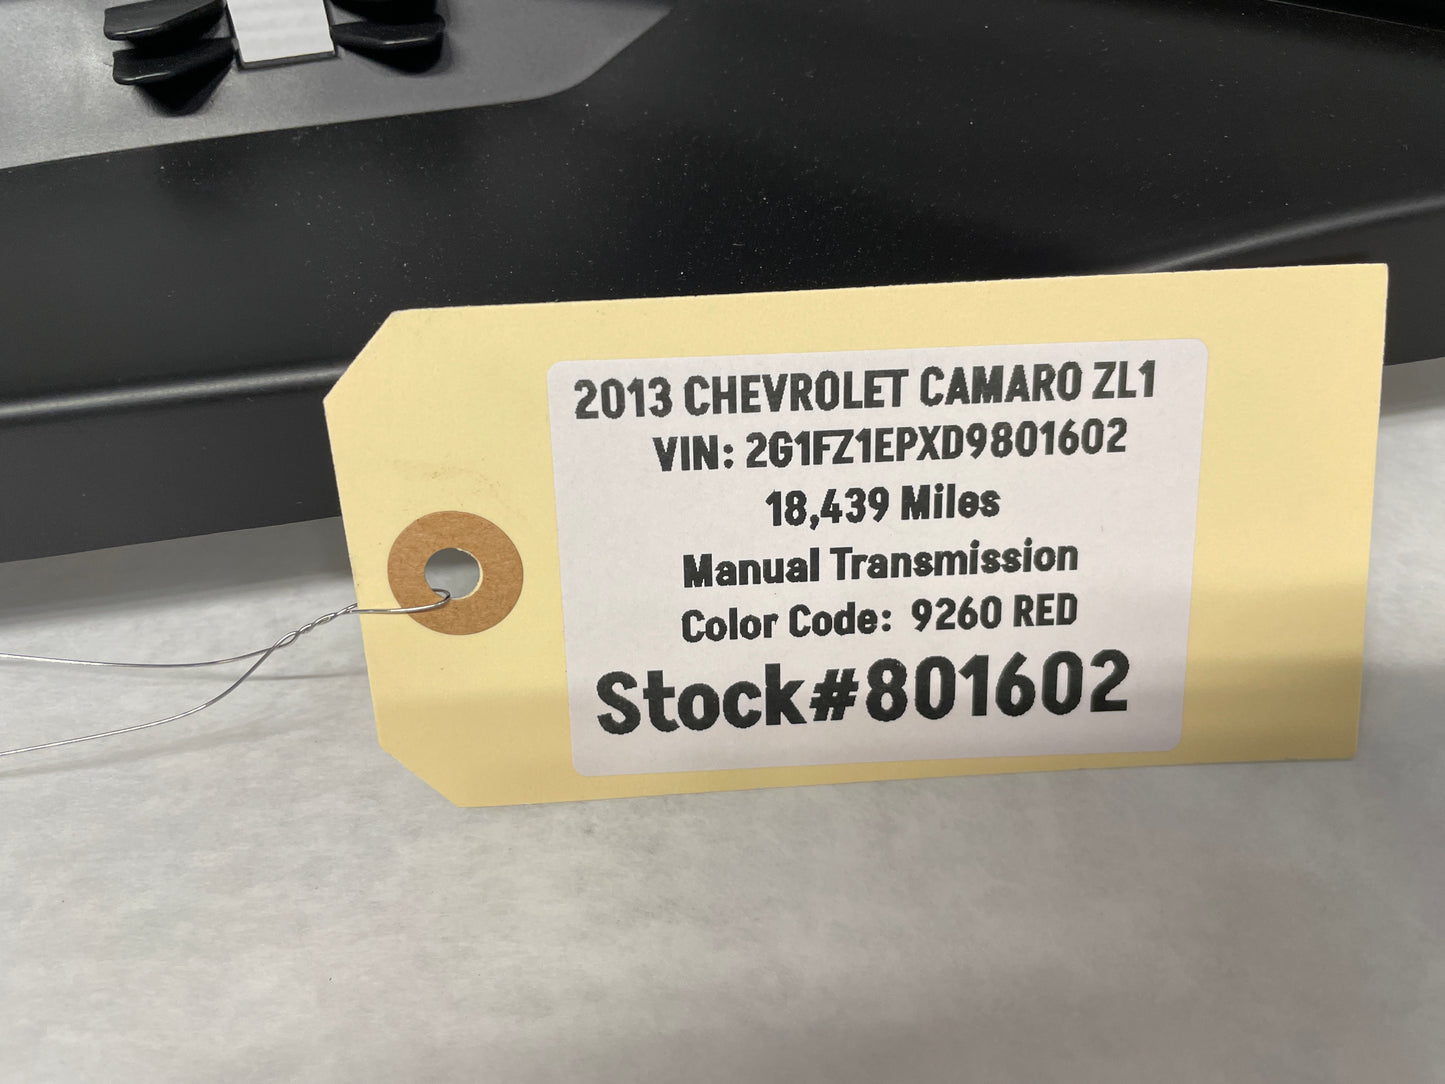 2013 CHEVROLET CAMARO ZL1
VIN: 2G1FZ1EPXD9801602
18,439 Miles
Manual Transmission
Color Code: 9260 RED
Stock#801602